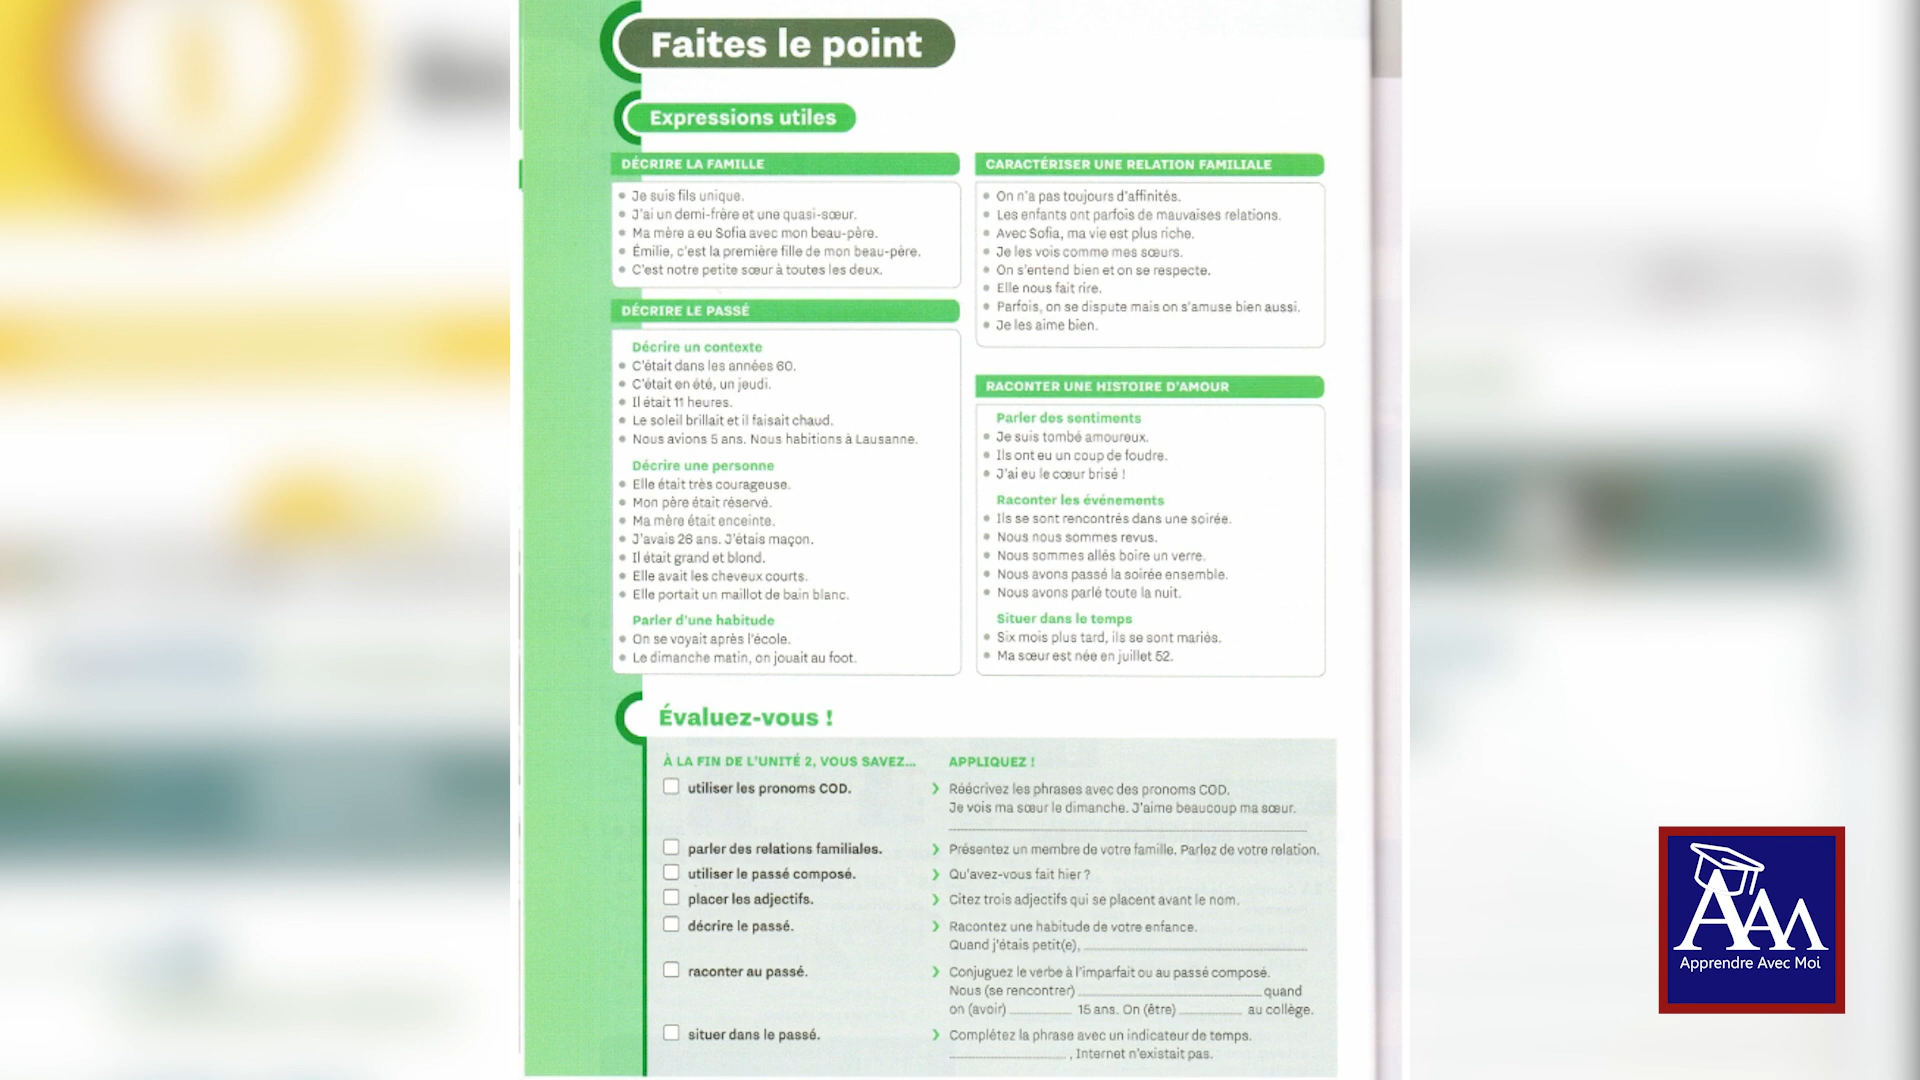 Faites le point
Expressions utiles
DÉCRIRE LA FAMILLE
• Je suis fils unique.
• J'ai un demi-frère et une quasi-sœur.
• Ma mère a eu Sofia avec mon beau-père.
• Émilie, c'est la première fille de mon beau-père.
• C'est notre petite sœur à toutes les deux.
DÉCRIRE LE PASSÉ
Décrire un contexte
• C'était dans les années 60.
• C'était en été, un jeudi.
• Il était 11 heures.
• Le soleil brillait et il faisait chaud.
• Nous avions 5 ans. Nous habitions à Lausanne.
Décrire une personne
• Elle était très courageuse.
• Mon père était réservé.
• Ma mère était enceinte.
• J'avais 26 ans. J'étais maçon.
• Il était grand et blond.
• Elle avait les cheveux courts.
• Elle portait un maillot de bain blanc.
Parler d'une habitude
• On se voyait après l'école.
• Le dimanche matin, on jouait au foot.
CARACTÉRISER UNE RELATION FAMILIALE
• On n'a pas toujours d'affinités.
• Les enfants ont parfois de mauvaises relations.
• Avec Sofia, ma vie est plus riche.
• Je les vois comme mes sœurs.
• On s'entend bien et on se respecte.
• Elle nous fait rire.
• Parfois, on se dispute mais on s'amuse bien aussi.
• Je les aime bien.
RACONTER UNE HISTOIRE D'AMOUR
Parler des sentiments
• Je suis tombé amoureux.
• Ils ont eu un coup de foudre.
• J'ai eu le cœur brisé !
Raconter les événements
• Ils se sont rencontrés dans une soirée.
• Nous nous sommes revus.
• Nous sommes allés boire un verre.
• Nous avons passé la soirée ensemble.
• Nous avons parlé toute la nuit.
Situer dans le temps
• Six mois plus tard, ils se sont mariés.
• Ma sœur est née en juillet 52.
Évaluez-vous !
À LA FIN DE L'UNITÉ 2, VOUS SAVEZ... APPLIQUEZ !
utiliser les pronoms COD. › Réécrivez les phrases avec des pronoms COD.
Je vois ma sœur le dimanche. J'aime beaucoup ma sœur.
parler des relations familiales. › Présentez un membre de votre famille. Parlez de votre relation.
utiliser le passé composé. › Qu'avez-vous fait hier ?
placer les adjectifs. › Citez trois adjectifs qui se placent avant le nom.
décrire le passé. › Racontez une habitude de votre enfance.
Quand j'étais petit(e), ____
raconter au passé. › Conjuguez le verbe à l'imparfait ou au passé composé.
Nous (se rencontrer) ____ quand
on (avoir) ____ 15 ans. On (être) ____ au collège.
situer dans le passé. › Complétez la phrase avec un indicateur de temps.
____ , Internet n'existait pas.
AAM
Apprendre Avec Moi